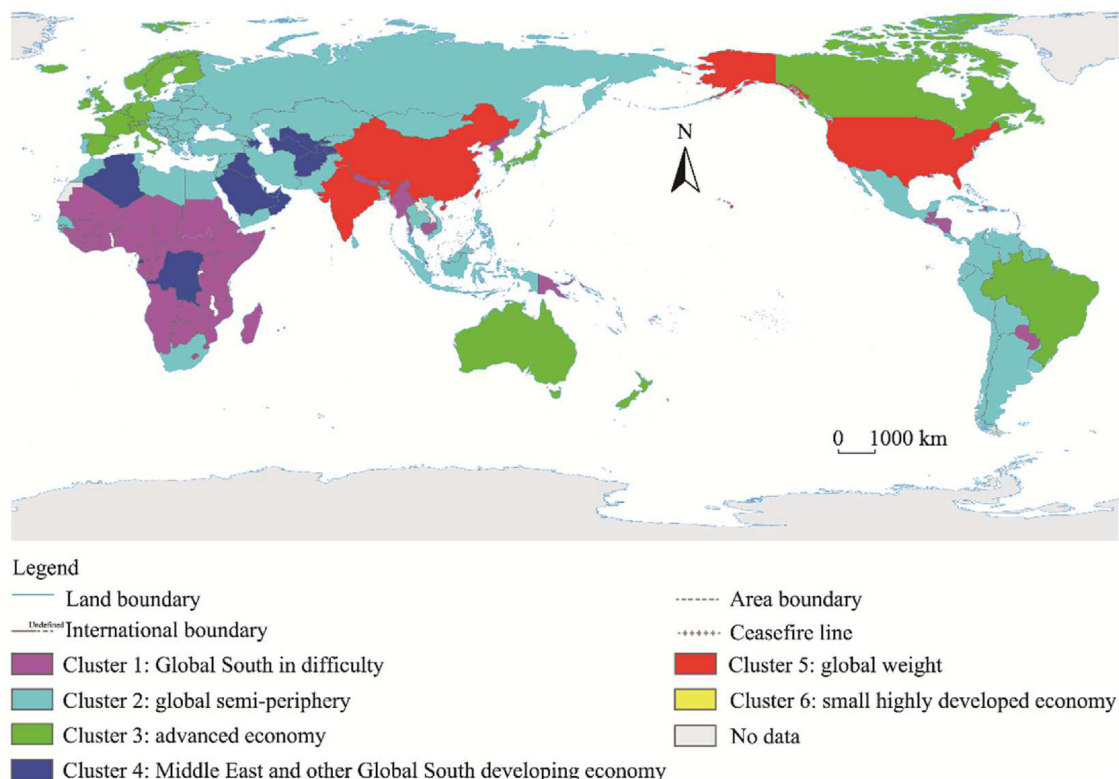 N
0 1000 km
Legend
Land boundary
Undefined
International boundary
Cluster 1: Global South in difficulty
Cluster 2: global semi-periphery
Cluster 3: advanced economy
Cluster 4: Middle East and other Global South developing economy
Area boundary
Ceasefire line
Cluster 5: global weight
Cluster 6: small highly developed economy
No data